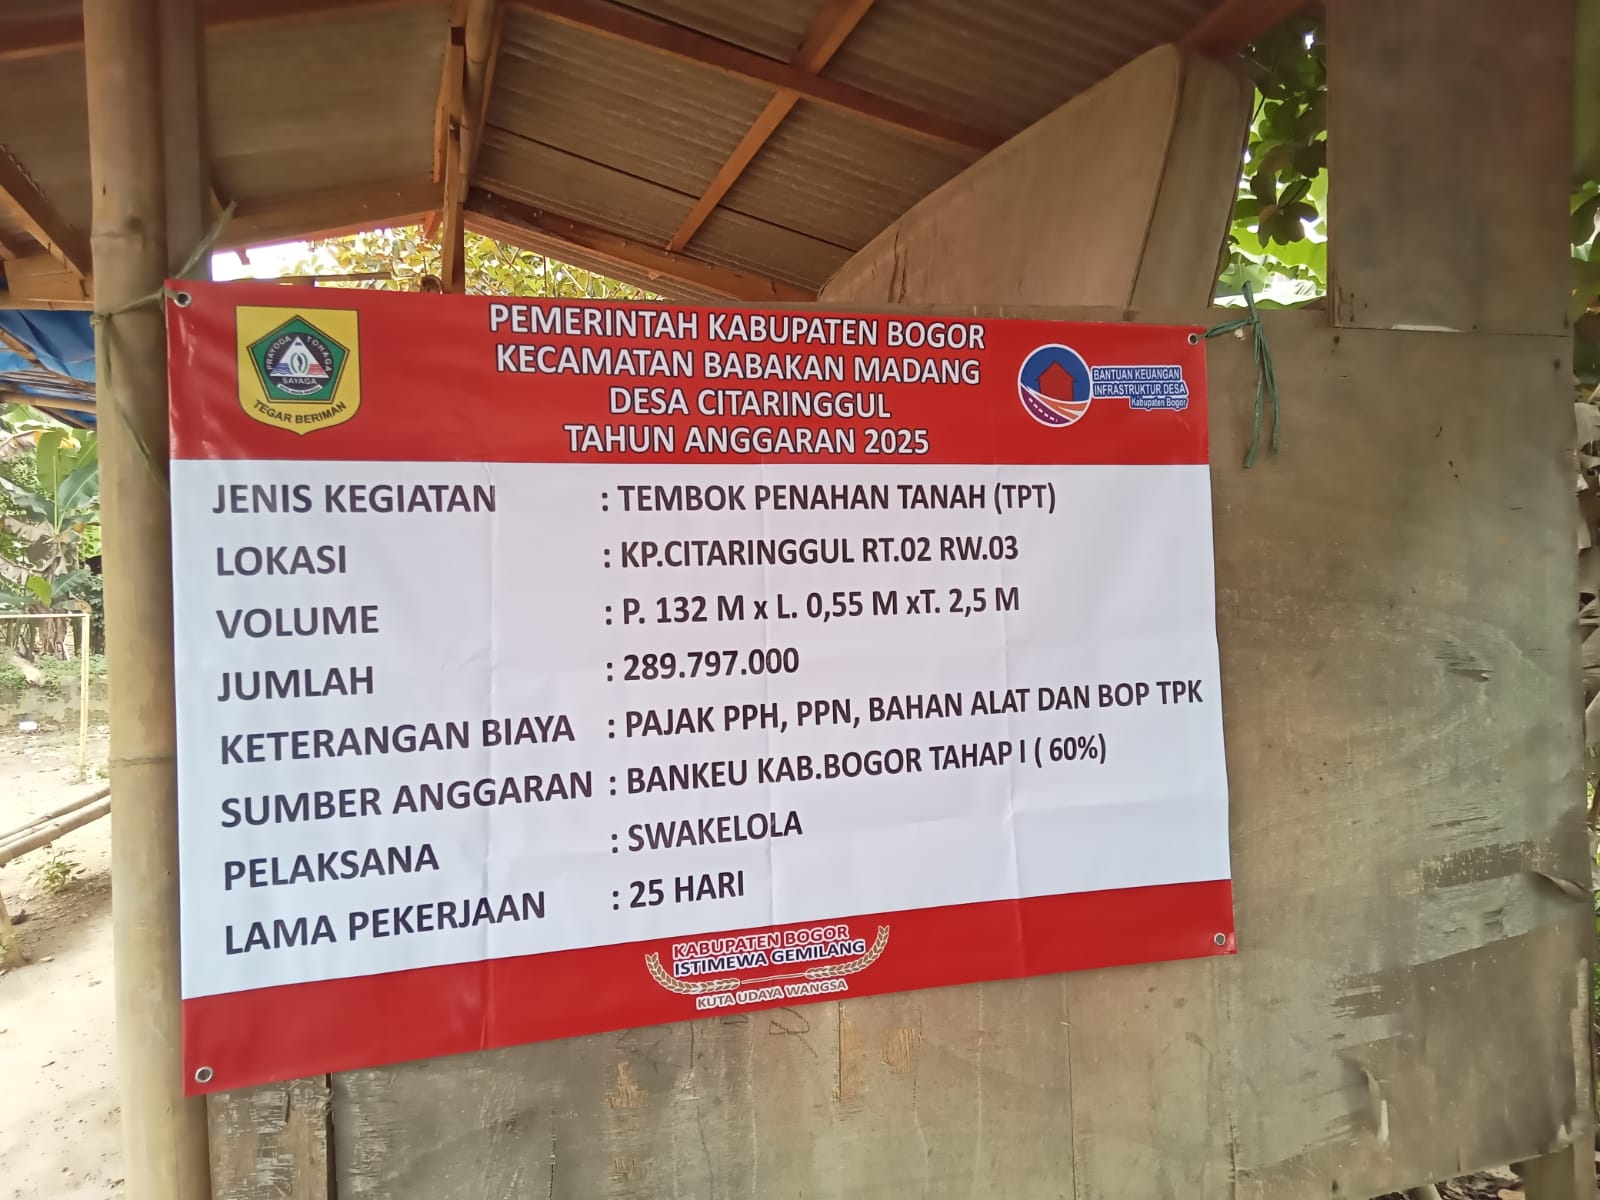 PEMERINTAH KABUPATEN BOGOR
KECAMATAN BABAKAN MADANG
DESA CITARINGGUL
TAHUN ANGGARAN 2025
PRAYOGA TOHAGA
SAYAGA
TEGAR BERIMAN
BANTUAN KEUANGAN
INFRASTRUKTUR DESA
Kabupaten Bogor
JENIS KEGIATAN : TEMBOK PENAHAN TANAH (TPT)
LOKASI : KP.CITARINGGUL RT.02 RW.03
VOLUME : P. 132 M x L. 0,55 M xT. 2,5 M
JUMLAH : 289.797.000
KETERANGAN BIAYA : PAJAK PPH, PPN, BAHAN ALAT DAN BOP TPK
SUMBER ANGGARAN : BANKEU KAB.BOGOR TAHAP I ( 60%)
PELAKSANA : SWAKELOLA
LAMA PEKERJAAN : 25 HARI
KABUPATEN BOGOR
ISTIMEWA GEMILANG
KUTA UDAYA WANGSA